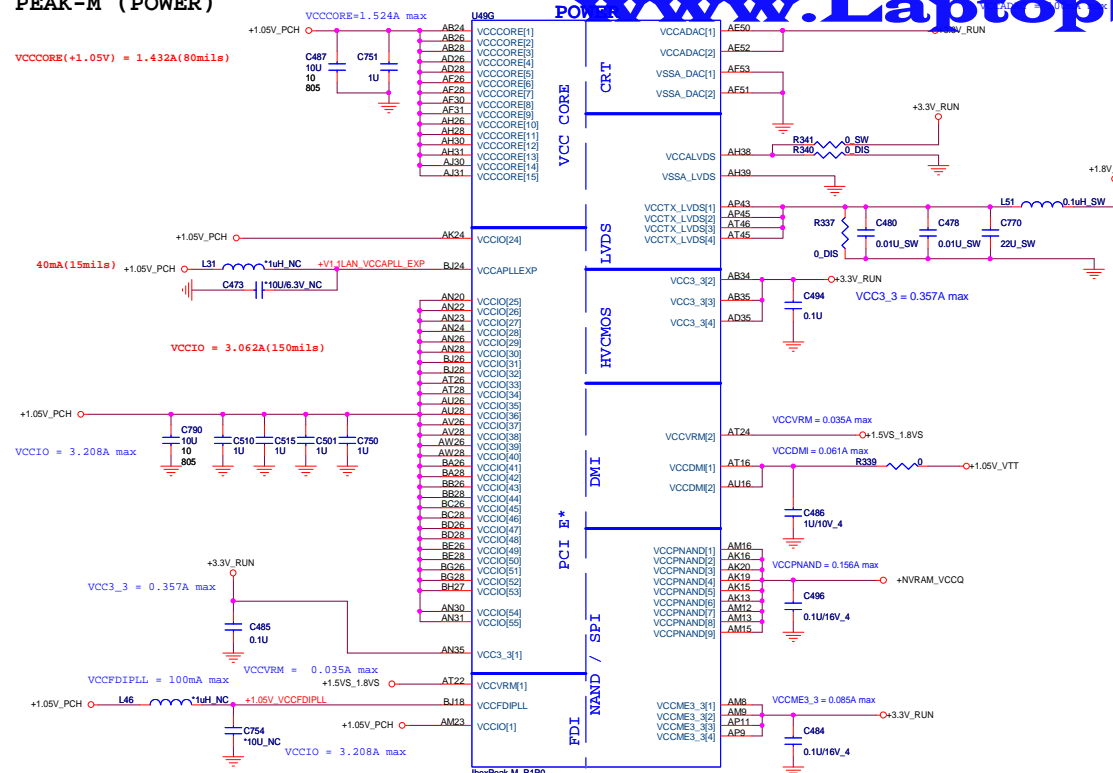 PEAK-M (POWER)
www.Laptop
VCCCORE=1.524A max
+1.05V_PCH
VCCCORE(+1.05V) = 1.432A(80mils)
C487
10U
10
805
C751
1U
U49G
POWER
AB24 VCCCORE[1]
AB26 VCCCORE[2]
AB28 VCCCORE[3]
AD26 VCCCORE[4]
AD28 VCCCORE[5]
AF26 VCCCORE[6]
AF28 VCCCORE[7]
AF30 VCCCORE[8]
AF31 VCCCORE[9]
AH26 VCCCORE[10]
AH28 VCCCORE[11]
AH30 VCCCORE[12]
AH31 VCCCORE[13]
AJ30 VCCCORE[14]
AJ31 VCCCORE[15]
VCC CORE
CRT
VCCADAC[1] AE50
VCCADAC[2] AE52
VSSA_DAC[1] AF53
VSSA_DAC[2] AF51
+3.3V_RUN
R341 0_SW
R340 0_DIS
VCCALVDS AH38
VSSA_LVDS AH39
+1.8V_
VCCTX_LVDS[1] AP43
VCCTX_LVDS[2] AP45
VCCTX_LVDS[3] AT46
VCCTX_LVDS[4] AT45
LVDS
L51 0.1uH_SW
R337
0_DIS
C480
0.01U_SW
C478
0.01U_SW
C770
22U_SW
+1.05V_PCH AK24 VCCIO[24]
40mA(15mils) +1.05V_PCH L31 *1uH_NC +V1.1LAN_VCCAPLL_EXP BJ24 VCCAPLLEXP
C473 *10U/6.3V_NC
VCC3_3[2] AB34 +3.3V_RUN
VCC3_3[3] AB35
VCC3_3[4] AD35
C494
0.1U
VCC3_3 = 0.357A max
HVCMOS
AN20 VCCIO[25]
AN22 VCCIO[26]
AN23 VCCIO[27]
AN24 VCCIO[28]
AN26 VCCIO[29]
AN28 VCCIO[30]
BJ26 VCCIO[31]
BJ28 VCCIO[32]
AT26 VCCIO[33]
AT28 VCCIO[34]
AU26 VCCIO[35]
AU28 VCCIO[36]
AV26 VCCIO[37]
AV28 VCCIO[38]
AW26 VCCIO[39]
AW28 VCCIO[40]
BA26 VCCIO[41]
BA28 VCCIO[42]
BB26 VCCIO[43]
BB28 VCCIO[44]
BC26 VCCIO[45]
BC28 VCCIO[46]
BD26 VCCIO[47]
BD28 VCCIO[48]
BE26 VCCIO[49]
BE28 VCCIO[50]
BG26 VCCIO[51]
BG28 VCCIO[52]
BH27 VCCIO[53]
AN30 VCCIO[54]
AN31 VCCIO[55]
VCCIO = 3.062A(150mils)
+1.05V_PCH
VCCIO = 3.208A max
C790
10U
10
805
C510
1U
C515
1U
C501
1U
C750
1U
PCI E*
DMI
VCCVRM = 0.035A max
VCCVRM[2] AT24 +1.5VS_1.8VS
VCCDMI = 0.061A max
VCCDMI[1] AT16 R339 0 +1.05V_VTT
VCCDMI[2] AU16
C486
1U/10V_4
VCCPNAND[1] AM16
VCCPNAND[2] AK16
VCCPNAND[3] AK20
VCCPNAND[4] AK19
VCCPNAND[5] AK15
VCCPNAND[6] AK13
VCCPNAND[7] AM12
VCCPNAND[8] AM13
VCCPNAND[9] AM15
VCCPNAND = 0.156A max
+NVRAM_VCCQ
C496
0.1U/16V_4
NAND / SPI
+3.3V_RUN
VCC3_3 = 0.357A max
C485
0.1U
AN35 VCC3_3[1]
VCCVRM = 0.035A max
+1.5VS_1.8VS AT22 VCCVRM[1]
VCCFDIPLL = 100mA max
+1.05V_PCH L46 *1uH_NC +1.05V_VCCFDIPLL BJ18 VCCFDIPLL
C754
*10U_NC
+1.05V_PCH AM23 VCCIO[1]
VCCIO = 3.208A max
FDI
VCCME3_3[1] AM8
VCCME3_3[2] AM9
VCCME3_3[3] AP11
VCCME3_3[4] AP9
VCCME3_3 = 0.085A max
+3.3V_RUN
C484
0.1U/16V_4
IbexPeak-M_R1P0